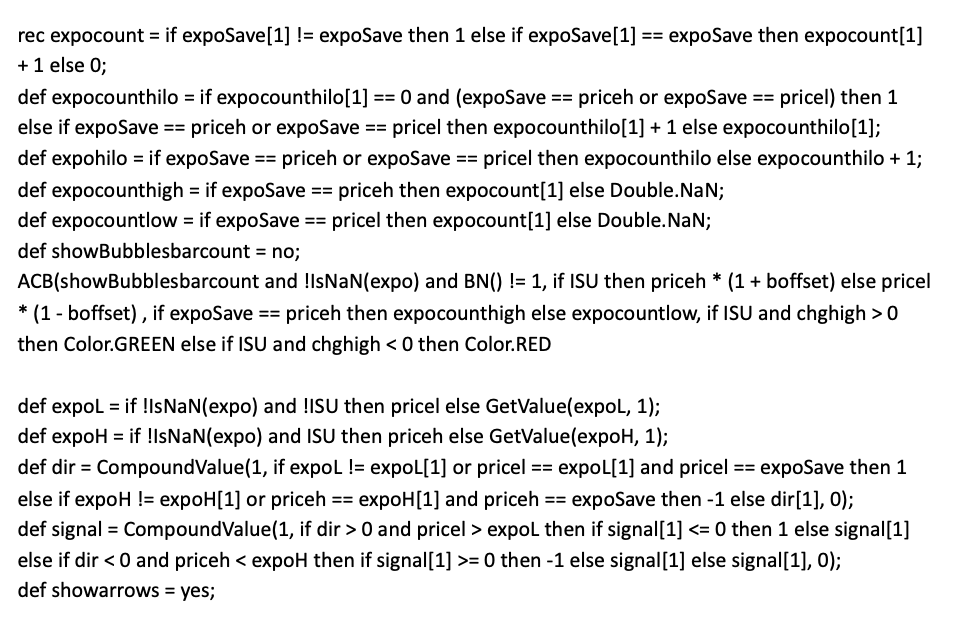 rec expocount = if expoSave[1] != expoSave then 1 else if expoSave[1] == expoSave then expocount[1]
+ 1 else 0;
def expocounthilo = if expocounthilo[1] == 0 and (expoSave == priceh or expoSave == pricel) then 1
else if expoSave == priceh or expoSave == pricel then expocounthilo[1] + 1 else expocounthilo[1];
def expohilo = if expoSave == priceh or expoSave == pricel then expocounthilo else expocounthilo + 1;
def expocounthigh = if expoSave == priceh then expocount[1] else Double.NaN;
def expocountlow = if expoSave == pricel then expocount[1] else Double.NaN;
def showBubblesbarcount = no;
ACB(showBubblesbarcount and !IsNaN(expo) and BN() != 1, if ISU then priceh * (1 + boffset) else pricel
* (1 - boffset) , if expoSave == priceh then expocounthigh else expocountlow, if ISU and chghigh > 0
then Color.GREEN else if ISU and chghigh < 0 then Color.RED
def expoL = if !IsNaN(expo) and !ISU then pricel else GetValue(expoL, 1);
def expoH = if !IsNaN(expo) and ISU then priceh else GetValue(expoH, 1);
def dir = CompoundValue(1, if expoL != expoL[1] or pricel == expoL[1] and pricel == expoSave then 1
else if expoH != expoH[1] or priceh == expoH[1] and priceh == expoSave then -1 else dir[1], 0);
def signal = CompoundValue(1, if dir > 0 and pricel > expoL then if signal[1] <= 0 then 1 else signal[1]
else if dir < 0 and priceh < expoH then if signal[1] >= 0 then -1 else signal[1] else signal[1], 0);
def showarrows = yes;